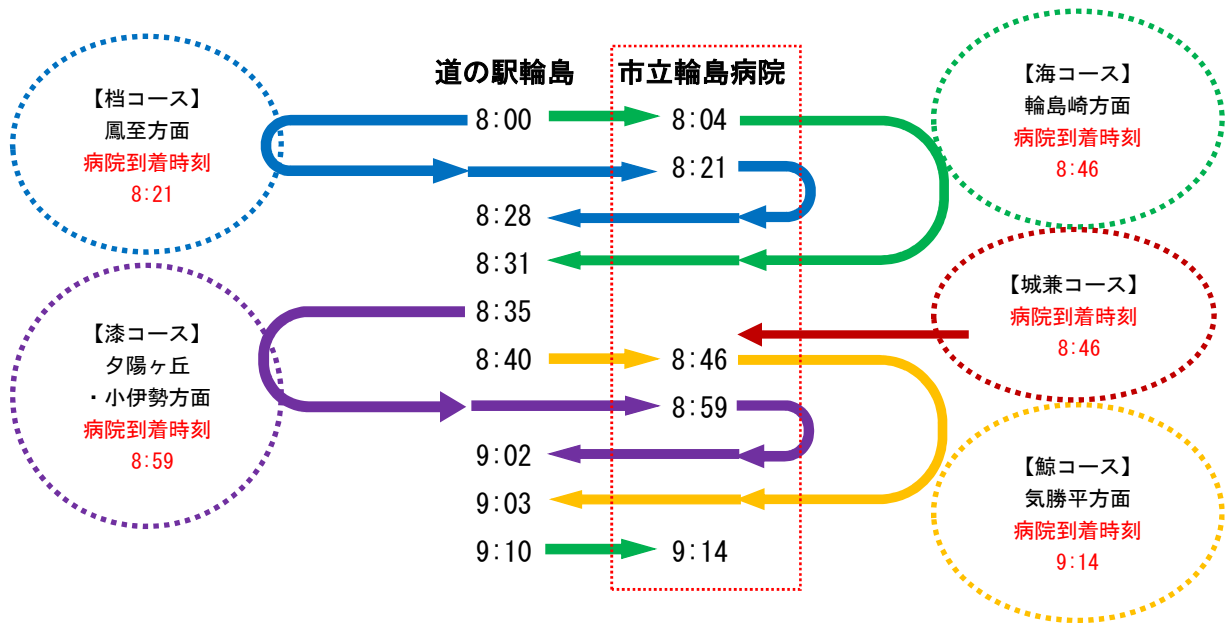 【档コース】
鳳至方面
病院到着時刻
8:21
【漆コース】
夕陽ヶ丘
・小伊勢方面
病院到着時刻
8:59
道の駅輪島 市立輪島病院
8:00 8:04
8:21
8:28
8:31
8:35
8:40 8:46
8:59
9:02
9:03
9:10 9:14
【海コース】
輪島崎方面
病院到着時刻
8:46
【城兼コース】
病院到着時刻
8:46
【鯨コース】
気勝平方面
病院到着時刻
9:14